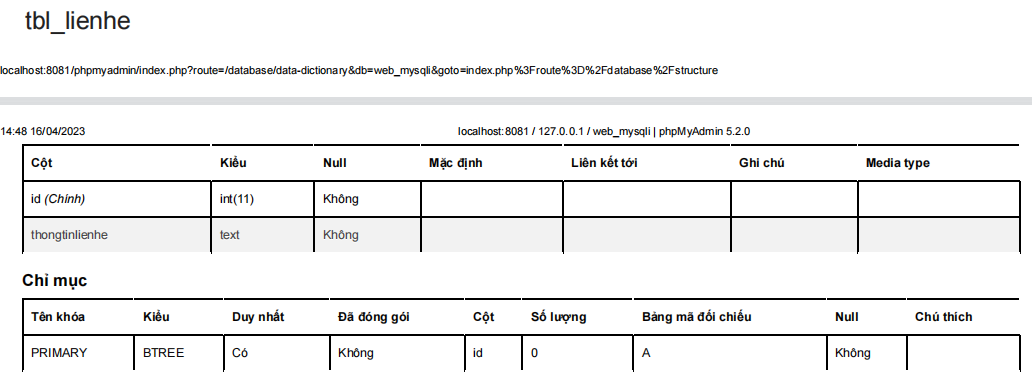 tbl_lienhe
localhost:8081/phpmyadmin/index.php?route=/database/data-dictionary&db=web_mysqli&goto=index.php%3Froute%3D%2Fdatabase%2Fstructure
14:48 16/04/2023 localhost:8081 / 127.0.0.1 / web_mysqli | phpMyAdmin 5.2.0
Cột Kiểu Null Mặc định Liên kết tới Ghi chú Media type
id (Chính) int(11) Không
thongtinlienhe text Không
Chỉ mục
Tên khóa Kiểu Duy nhất Đã đóng gói Cột Số lượng Bảng mã đối chiếu Null Chú thích
PRIMARY BTREE Có Không id 0 A Không